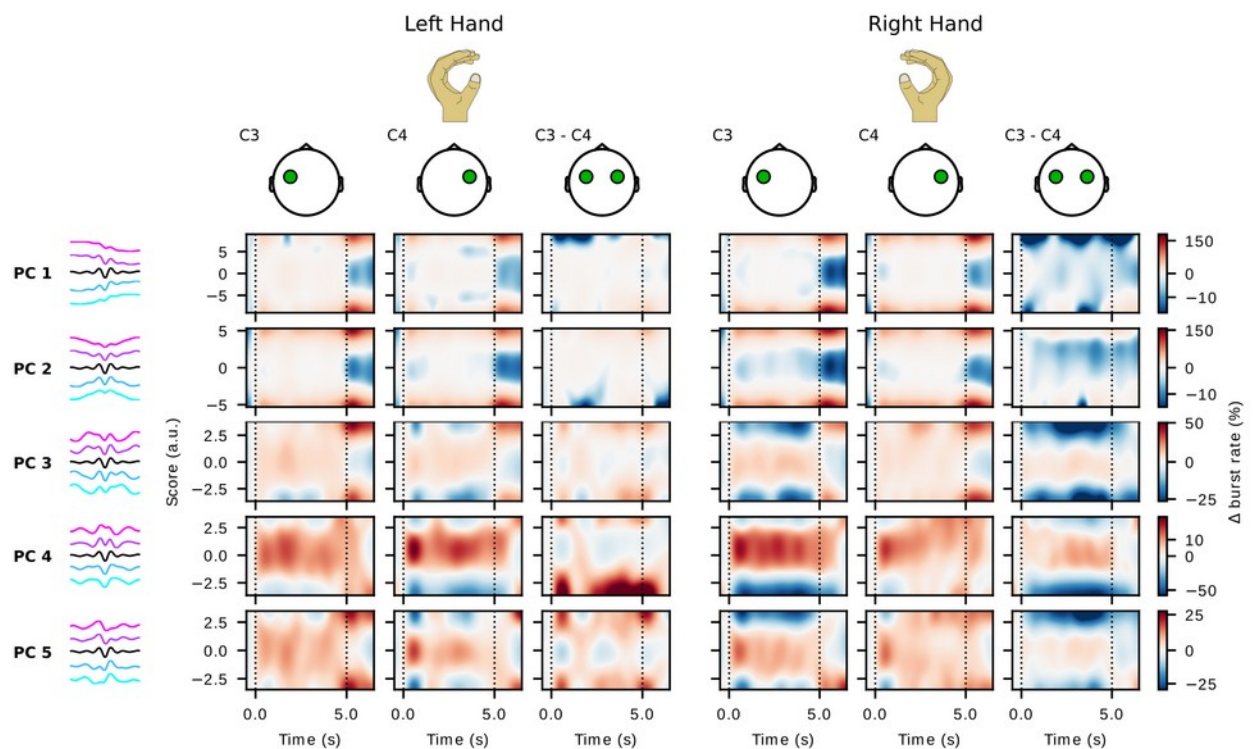 Left Hand
Right Hand
C3
C4
C3 - C4
C3
C4
C3 - C4
PC 1
5
0
−5
150
0
−10
PC 2
5
0
−5
150
0
−10
PC 3
2.5
0.0
−2.5
50
0
−25
PC 4
2.5
0.0
−2.5
10
0
−50
PC 5
2.5
0.0
−2.5
25
0
−25
Score (a.u.)
Δ burst rate (%)
0.0 5.0 0.0 5.0 0.0 5.0 0.0 5.0 0.0 5.0 0.0 5.0
Time (s) Time (s) Time (s) Time (s) Time (s) Time (s)